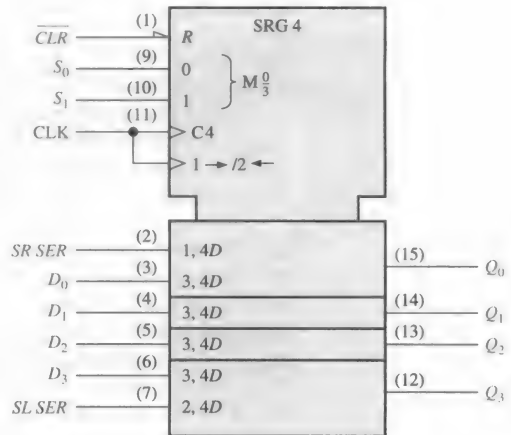 (1) SRG 4
CLR R
(9)
S0 0
(10) M 0/3
S1 1
(11)
CLK C4
1 → /2 ←
(2)
SR SER 1, 4D
(15)
Q0
(3)
D0 3, 4D
(4)
D1 3, 4D
(14)
Q1
(5)
D2 3, 4D
(13)
Q2
(6)
D3 3, 4D
(12)
Q3
(7)
SL SER 2, 4D